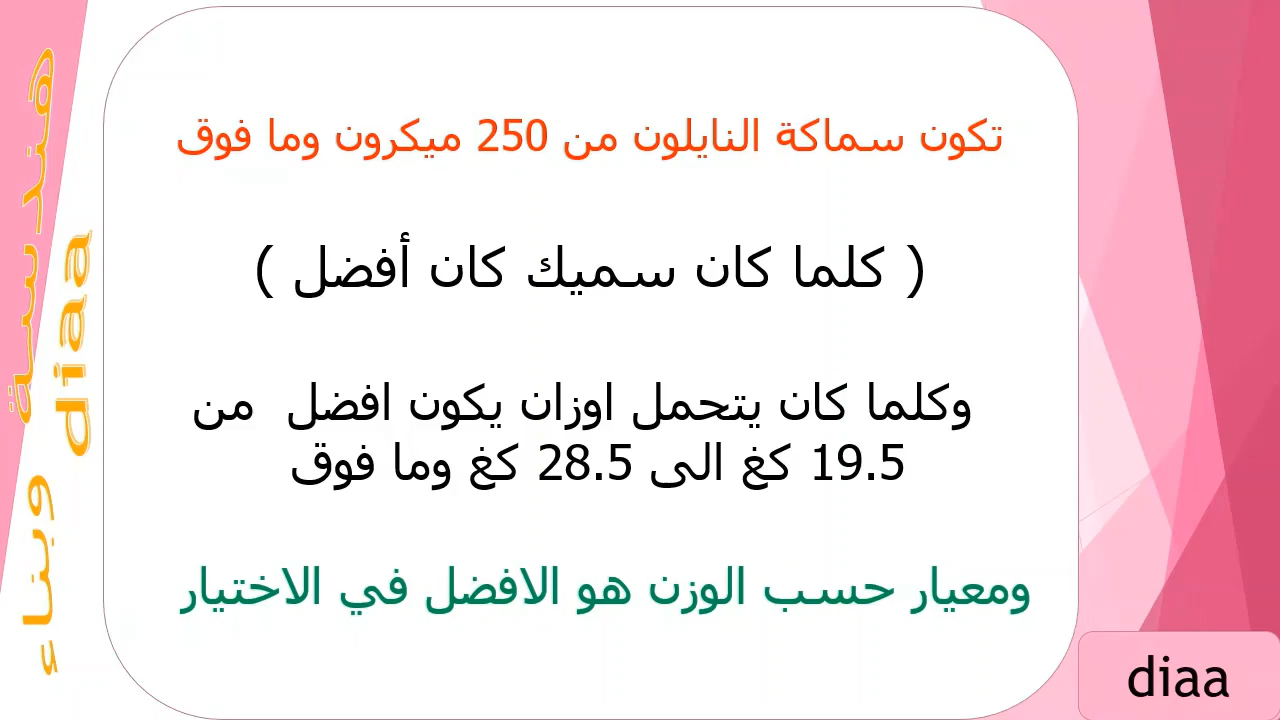 تكون سماكة النايلون من 250 ميكرون وما فوق
( كلما كان سميك كان أفضل )
وكلما كان يتحمل اوزان يكون افضل من
19.5 كغ الى 28.5 كغ وما فوق
ومعيار حسب الوزن هو الافضل في الاختيار
هندسة وبناء
diaa
diaa